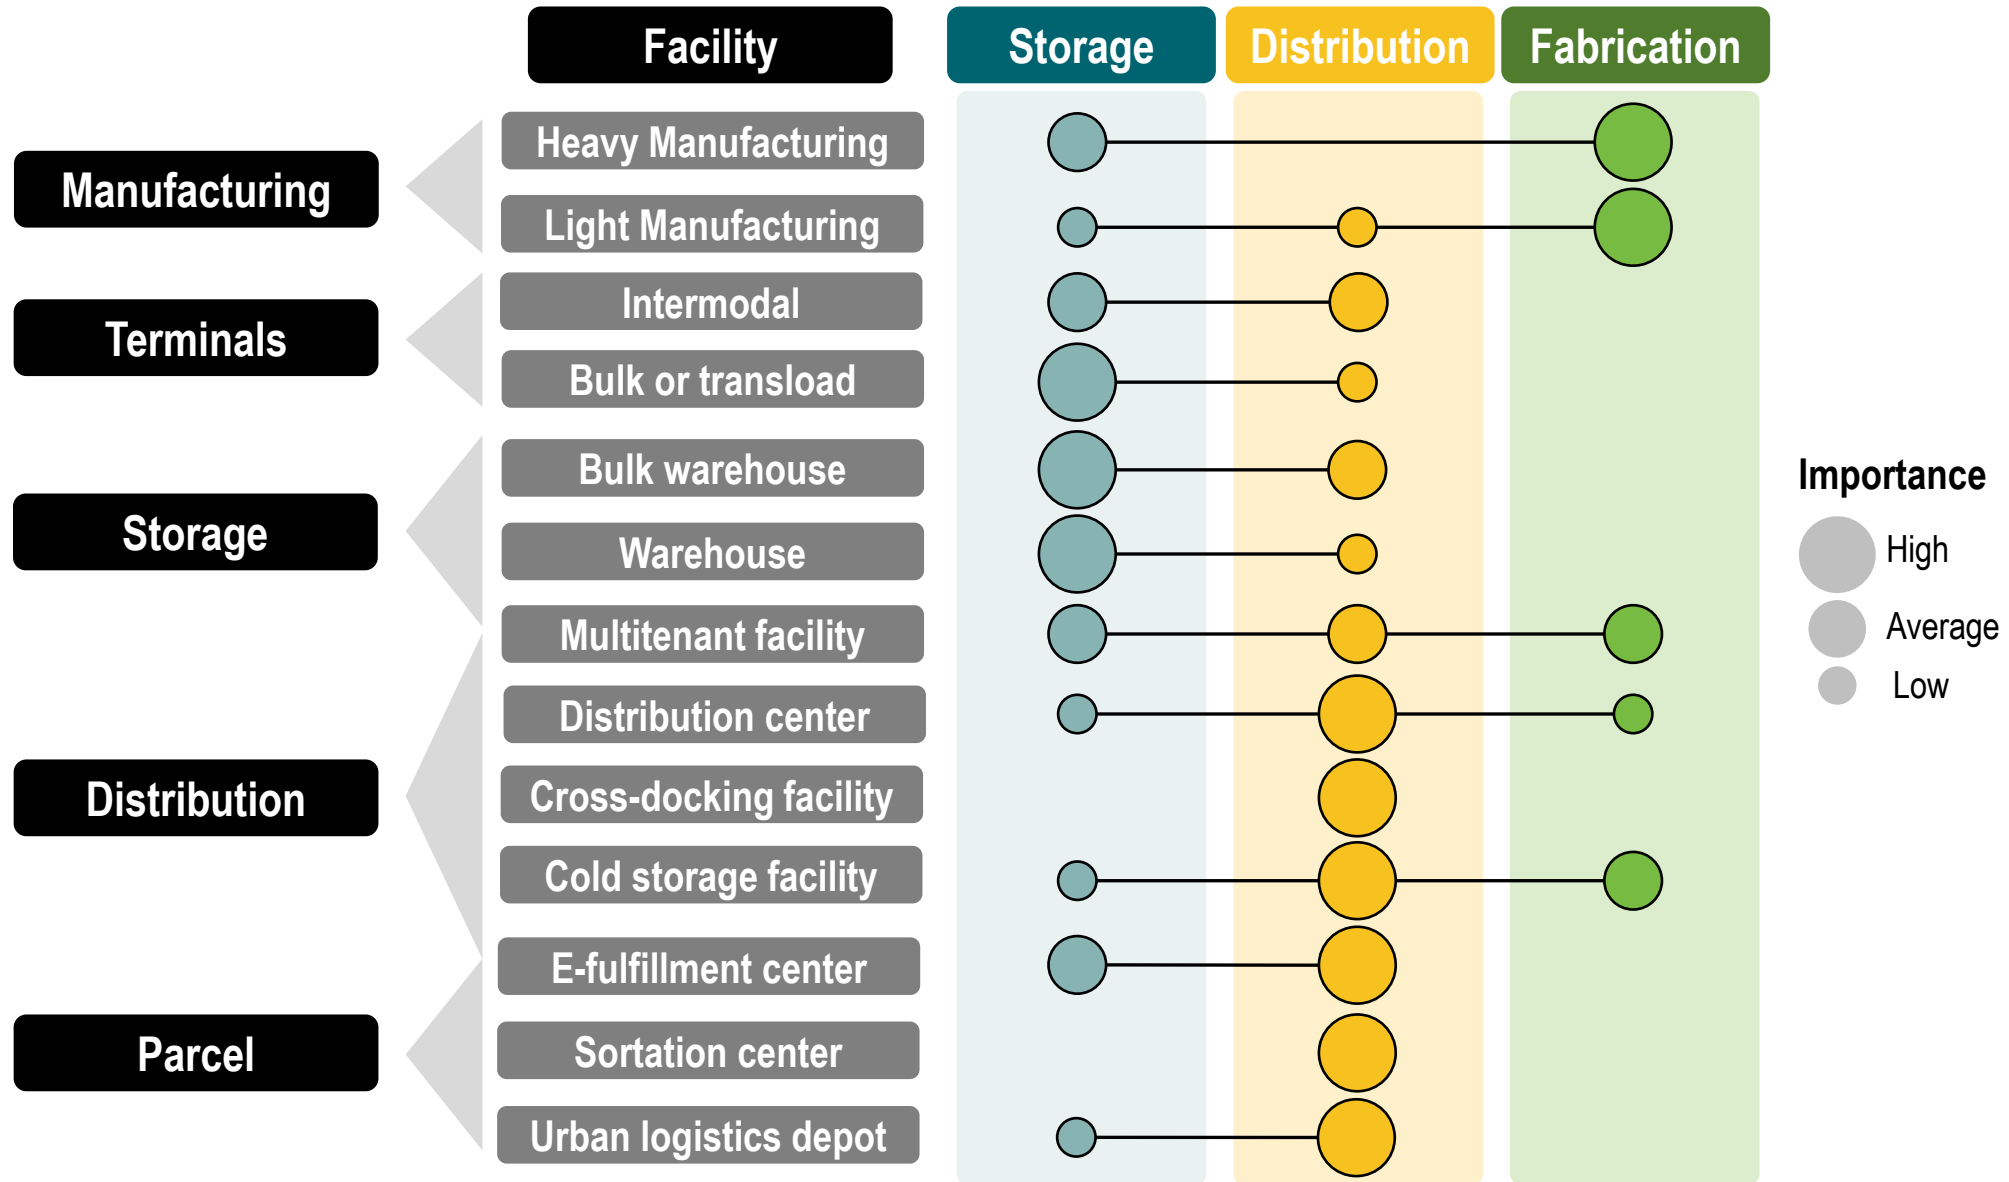 Facility
Storage
Distribution
Fabrication
Manufacturing
Heavy Manufacturing
Light Manufacturing
Terminals
Intermodal
Bulk or transload
Storage
Bulk warehouse
Warehouse
Multitenant facility
Distribution
Distribution center
Cross-docking facility
Cold storage facility
E-fulfillment center
Parcel
Sortation center
Urban logistics depot
Importance
High
Average
Low